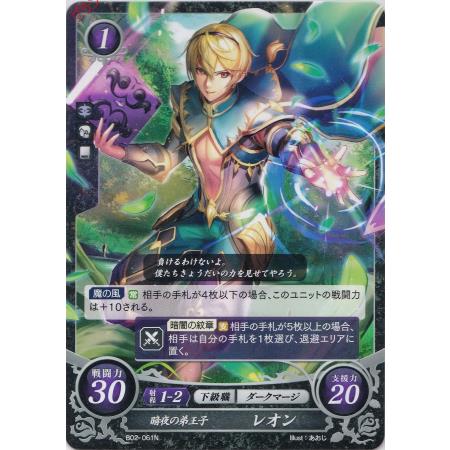 1
負けるわけないよ。
僕たちきょうだいの力を見せてやろう。
魔の風 常 相手の手札が4枚以下の場合、このユニットの戦闘力
は+10される。
暗闇の紋章 相手の手札が5枚以上の場合、
相手は自分の手札を1枚選び、退避エリアに
置く。
戦闘力
30
射程 1-2
下級職
ダークマージ
支援力
20
暗夜の弟王子 レオン
B02-061N
Illust:あおじ